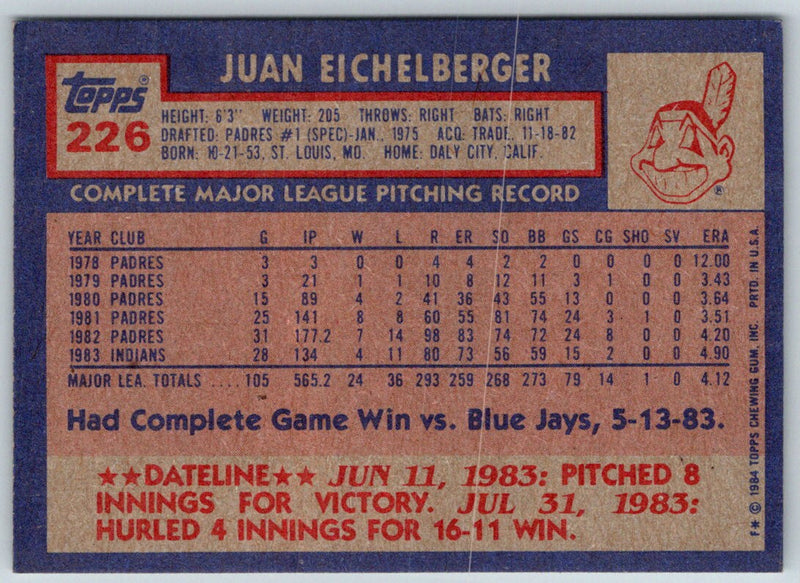 JUAN EICHELBERGER
Topps®
226
HEIGHT: 6'3" WEIGHT: 205 THROWS: RIGHT BATS: RIGHT
DRAFTED: PADRES #1 (SPEC)-JAN., 1975 ACQ: TRADE, 11-18-82
BORN: 10-21-53, ST. LOUIS, MO. HOME: DALY CITY, CALIF.
®
COMPLETE MAJOR LEAGUE PITCHING RECORD
YEAR CLUB G IP W L R ER SO BB GS CG SHO SV ERA
1978 PADRES 3 3 0 0 4 4 2 2 0 0 0 0 12.00
1979 PADRES 3 21 1 1 10 8 12 11 3 1 0 0 3.43
1980 PADRES 15 89 4 2 41 36 43 55 13 0 0 0 3.64
1981 PADRES 25 141 8 8 60 55 81 74 24 3 1 0 3.51
1982 PADRES 31 177.2 7 14 98 83 74 72 24 8 0 0 4.20
1983 INDIANS 28 134 4 11 80 73 56 59 15 2 0 0 4.90
MAJOR LEA. TOTALS .... 105 565.2 24 36 293 259 268 273 79 14 1 0 4.12
Had Complete Game Win vs. Blue Jays, 5-13-83.
★★DATELINE★★ JUN 11, 1983: PITCHED 8
INNINGS FOR VICTORY. JUL 31, 1983:
HURLED 4 INNINGS FOR 16-11 WIN.
F* © 1984 TOPPS CHEWING GUM, INC. PRTD. IN U.S.A.